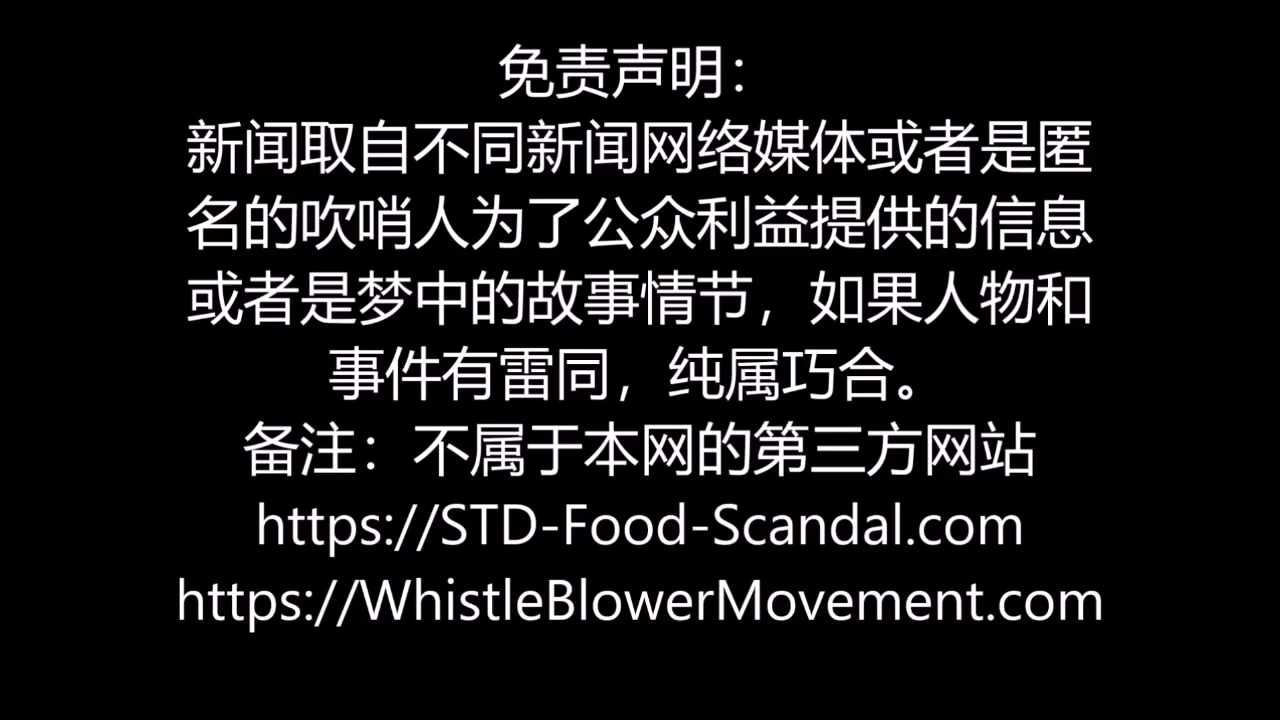 免责声明：
新闻取自不同新闻网络媒体或者是匿
名的吹哨人为了公众利益提供的信息
或者是梦中的故事情节，如果人物和
事件有雷同，纯属巧合。
备注：不属于本网的第三方网站
https://STD-Food-Scandal.com
https://WhistleBlowerMovement.com